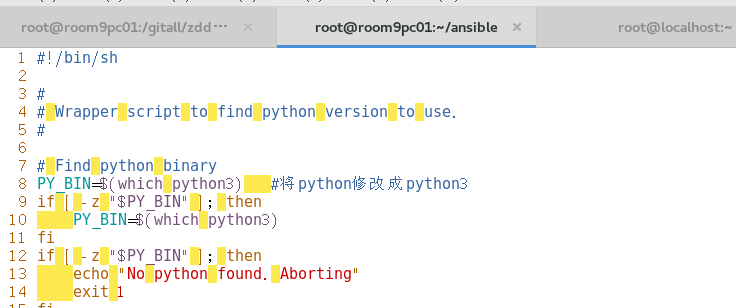 root@room9pc01:/gitall/zdd··· × root@room9pc01:~/ansible × root@localhost:~
1 #!/bin/sh
2
3 #
4 # Wrapper script to find python version to use.
5 #
6
7 # Find python binary
8 PY_BIN=$(which python3)   #将python修改成python3
9 if [ -z "$PY_BIN" ]; then
10     PY_BIN=$(which python3)
11 fi
12 if [ -z "$PY_BIN" ]; then
13     echo "No python found. Aborting"
14     exit 1